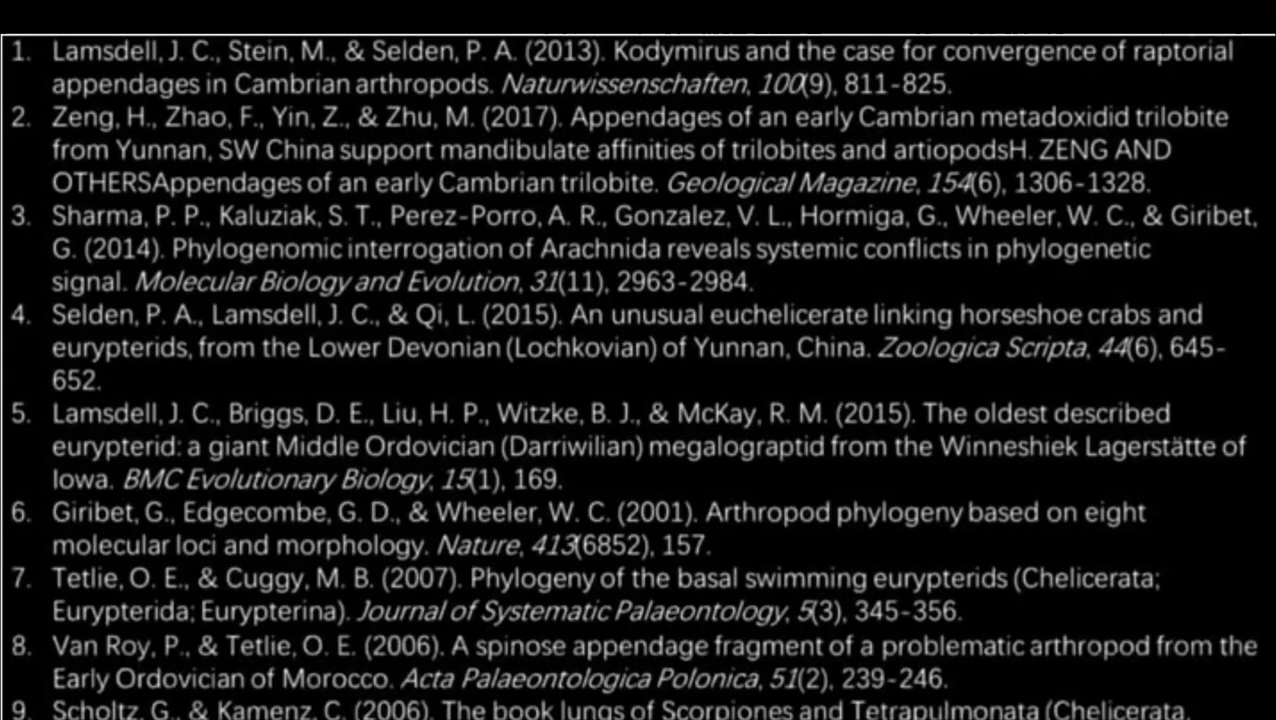 1. Lamsdell, J. C., Stein, M., & Selden, P. A. (2013). Kodymirus and the case for convergence of raptorial
appendages in Cambrian arthropods. Naturwissenschaften, 100(9), 811-825.
2. Zeng, H., Zhao, F., Yin, Z., & Zhu, M. (2017). Appendages of an early Cambrian metadoxidid trilobite
from Yunnan, SW China support mandibulate affinities of trilobites and artiopodsH. ZENG AND
OTHERSAppendages of an early Cambrian trilobite. Geological Magazine, 154(6), 1306-1328.
3. Sharma, P. P., Kaluziak, S. T., Perez-Porro, A. R., Gonzalez, V. L., Hormiga, G., Wheeler, W. C., & Giribet,
G. (2014). Phylogenomic interrogation of Arachnida reveals systemic conflicts in phylogenetic
signal. Molecular Biology and Evolution, 31(11), 2963-2984.
4. Selden, P. A., Lamsdell, J. C., & Qi, L. (2015). An unusual euchelicerate linking horseshoe crabs and
eurypterids, from the Lower Devonian (Lochkovian) of Yunnan, China. Zoologica Scripta, 44(6), 645-
652.
5. Lamsdell, J. C., Briggs, D. E., Liu, H. P., Witzke, B. J., & McKay, R. M. (2015). The oldest described
eurypterid: a giant Middle Ordovician (Darriwilian) megalograptid from the Winneshiek Lagerstätte of
Iowa. BMC Evolutionary Biology, 15(1), 169.
6. Giribet, G., Edgecombe, G. D., & Wheeler, W. C. (2001). Arthropod phylogeny based on eight
molecular loci and morphology. Nature, 413(6852), 157.
7. Tetlie, O. E., & Cuggy, M. B. (2007). Phylogeny of the basal swimming eurypterids (Chelicerata;
Eurypterida; Eurypterina). Journal of Systematic Palaeontology, 5(3), 345-356.
8. Van Roy, P., & Tetlie, O. E. (2006). A spinose appendage fragment of a problematic arthropod from the
Early Ordovician of Morocco. Acta Palaeontologica Polonica, 51(2), 239-246.
9. Scholtz, G., & Kamenz, C. (2006). The book lungs of Scorpiones and Tetrapulmonata (Chelicerata,